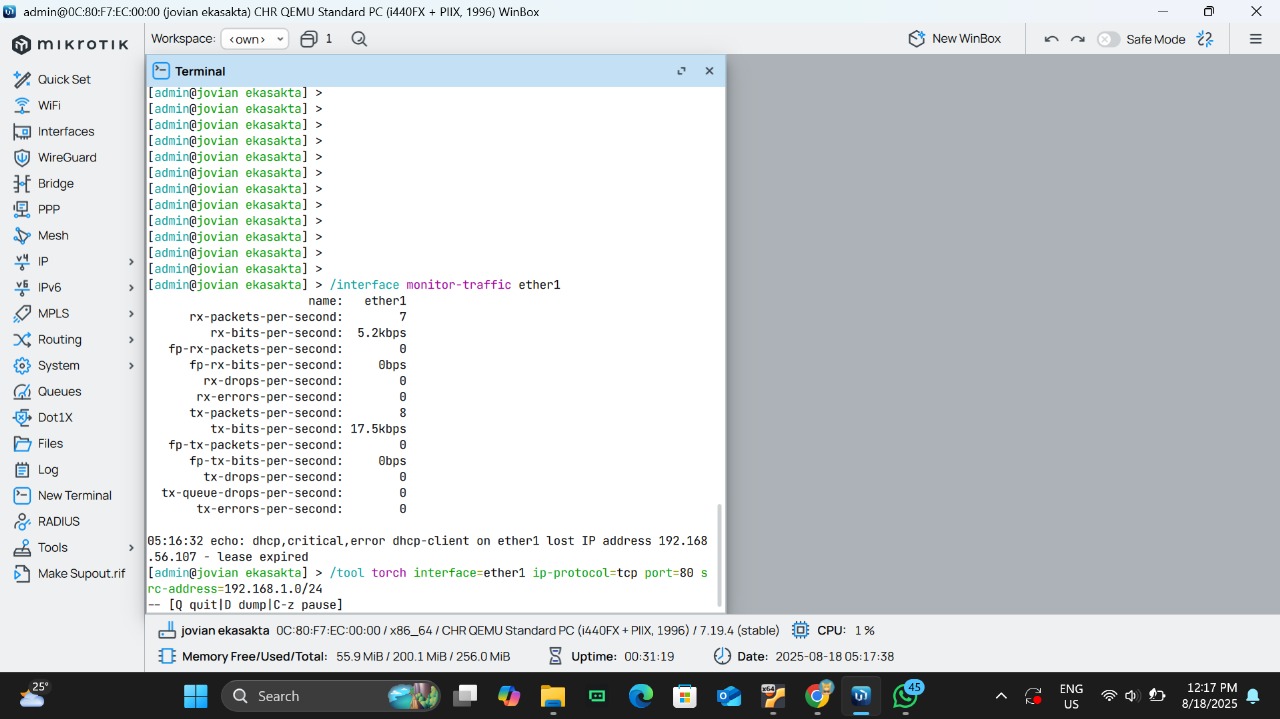 admin@0C:80:F7:EC:00:00 (jovian ekasakta) CHR QEMU Standard PC (i440FX + PIIX, 1996) WinBox
MIKROTIK
Workspace: <own> 1
New WinBox
Safe Mode
Quick Set
WiFi
Interfaces
WireGuard
Bridge
PPP
Mesh
IP
IPv6
MPLS
Routing
System
Queues
Dot1X
Files
Log
New Terminal
RADIUS
Tools
Make Supout.rif
Terminal
[admin@jovian ekasakta] >
[admin@jovian ekasakta] >
[admin@jovian ekasakta] >
[admin@jovian ekasakta] >
[admin@jovian ekasakta] >
[admin@jovian ekasakta] >
[admin@jovian ekasakta] >
[admin@jovian ekasakta] >
[admin@jovian ekasakta] >
[admin@jovian ekasakta] >
[admin@jovian ekasakta] >
[admin@jovian ekasakta] >
[admin@jovian ekasakta] > /interface monitor-traffic ether1
name: ether1
rx-packets-per-second: 7
rx-bits-per-second: 5.2kbps
fp-rx-packets-per-second: 0
fp-rx-bits-per-second: 0bps
rx-drops-per-second: 0
rx-errors-per-second: 0
tx-packets-per-second: 8
tx-bits-per-second: 17.5kbps
fp-tx-packets-per-second: 0
fp-tx-bits-per-second: 0bps
tx-drops-per-second: 0
tx-queue-drops-per-second: 0
tx-errors-per-second: 0
05:16:32 echo: dhcp,critical,error dhcp-client on ether1 lost IP address 192.168
.56.107 - lease expired
[admin@jovian ekasakta] > /tool torch interface=ether1 ip-protocol=tcp port=80 s
rc-address=192.168.1.0/24
-- [Q quit|D dump|C-z pause]
jovian ekasakta 0C:80:F7:EC:00:00 / x86_64 / CHR QEMU Standard PC (i440FX + PIIX, 1996) / 7.19.4 (stable) CPU: 1 %
Memory Free/Used/Total: 55.9 MiB / 200.1 MiB / 256.0 MiB Uptime: 00:31:19 Date: 2025-08-18 05:17:38
25°
Search
x64
45
ENG
US
12:17 PM
8/18/2025